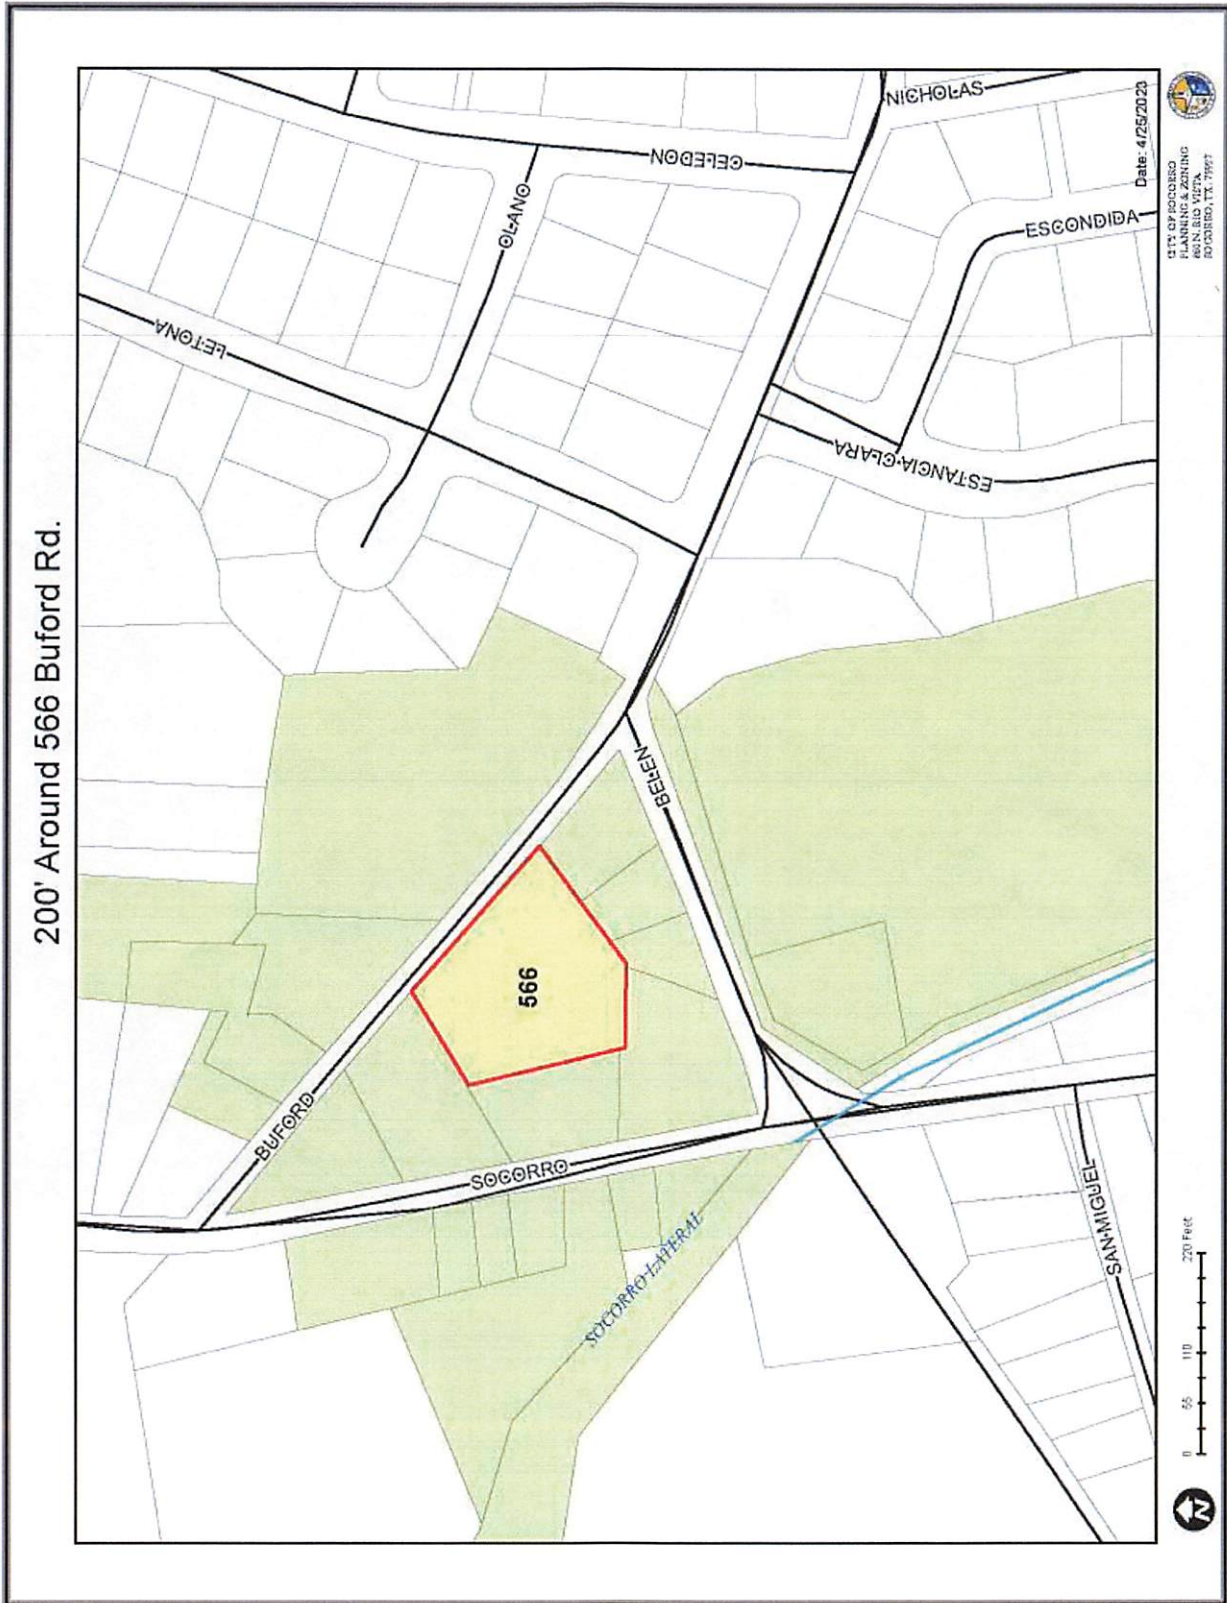 200' Around 566 Buford Rd.
LETONA
OLANO
CELEDON
NICHOLAS
ESCONDIDA
ESTANCIA CLARA
BELEN
BUFORD
566
SOCORRO
SOCORRO LATERAL
SAN MIGUEL
Date: 4/25/2023
N
0 55 110 220 Feet
CITY OF SOCORRO
PLANNING & ZONING
860 N. RIO VISTA
SOCORRO, TX. 79927